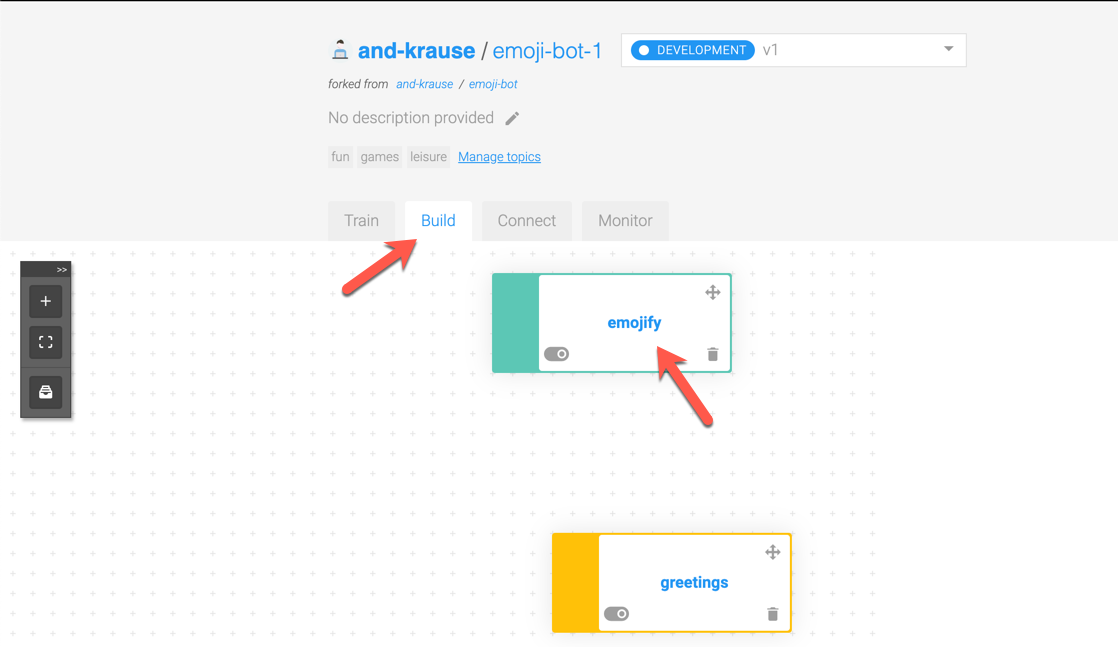 and-krause / emoji-bot-1
DEVELOPMENT v1
forked from and-krause / emoji-bot
No description provided
fun games leisure Manage topics
Train Build Connect Monitor
>>
emojify
greetings